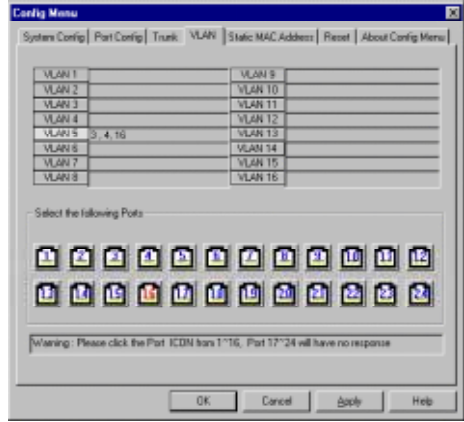 Config Menu
System Config Port Config Trunk VLAN Static MAC Address Reset About Config Menu
VLAN 1 VLAN 9
VLAN 2 VLAN 10
VLAN 3 VLAN 11
VLAN 4 VLAN 12
VLAN 5 3, 4, 16 VLAN 13
VLAN 6 VLAN 14
VLAN 7 VLAN 15
VLAN 8 VLAN 16
Select the following Ports
1 2 3 4 5 6 7 8 9 10 11 12
13 14 15 16 17 18 19 20 21 22 23 24
Warning : Please click the Port ICON from 1~16, Port 17~24 will have no response
OK Cancel Apply Help